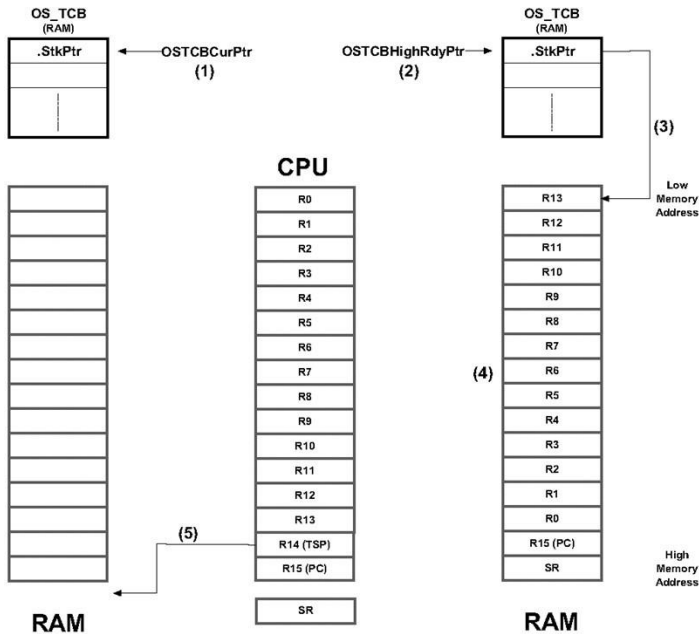 OS_TCB
(RAM)
.StkPtr
OSTCBCurPtr
(1)
OSTCBHighRdyPtr
(2)
OS_TCB
(RAM)
.StkPtr
(3)
CPU
R0
R1
R2
R3
R4
R5
R6
R7
R8
R9
R10
R11
R12
R13
R14 (TSP)
R15 (PC)
SR
(5)
RAM
(4)
R13
R12
R11
R10
R9
R8
R7
R6
R5
R4
R3
R2
R1
R0
R15 (PC)
SR
RAM
Low
Memory
Address
High
Memory
Address